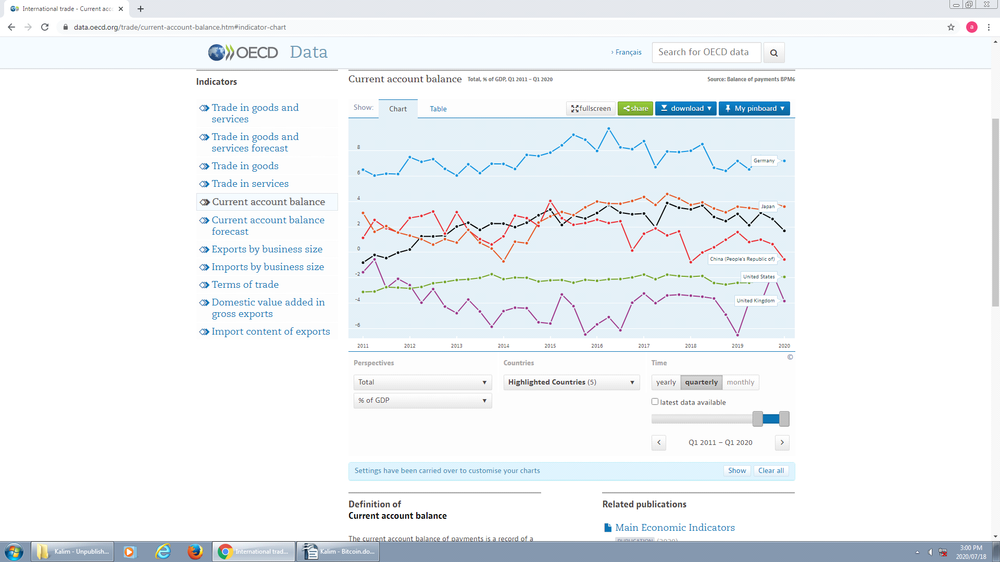 International trade - Current acc
data.oecd.org/trade/current-account-balance.htm#indicator-chart
a
OECD Data
› Français
Search for OECD data
Indicators
Trade in goods and
services
Trade in goods and
services forecast
Trade in goods
Trade in services
Current account balance
Current account balance
forecast
Exports by business size
Imports by business size
Terms of trade
Domestic value added in
gross exports
Import content of exports
Current account balance Total, % of GDP, Q1 2011 – Q1 2020 Source: Balance of payments BPM6
Show: Chart Table fullscreen share download ▼ My pinboard ▼
8
6
4
2
0
-2
-4
-6
Germany
Japan
China (People's Republic of)
United States
United Kingdom
2011 2012 2013 2014 2015 2016 2017 2018 2019 2020
©
Perspectives Countries Time
Total Highlighted Countries (5) yearly quarterly monthly
% of GDP
latest data available
< Q1 2011 – Q1 2020 >
Settings have been carried over to customise your charts Show Clear all
Definition of
Current account balance
The current account balance of payments is a record of a
Related publications
Main Economic Indicators
PUBLICATION (2020)
Kalim - Unpublish... International trad... Kalim - Bitcoin.do...
3:00 PM
2020/07/18